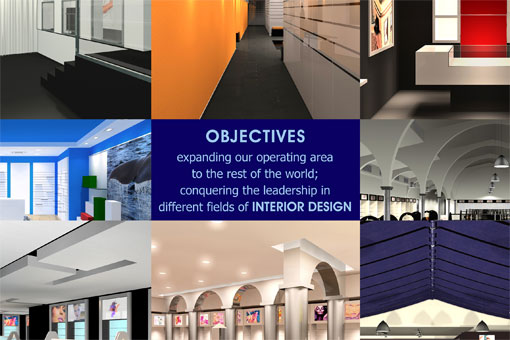 OBJECTIVES
expanding our operating area
to the rest of the world;
conquering the leadership in
different fields of INTERIOR DESIGN